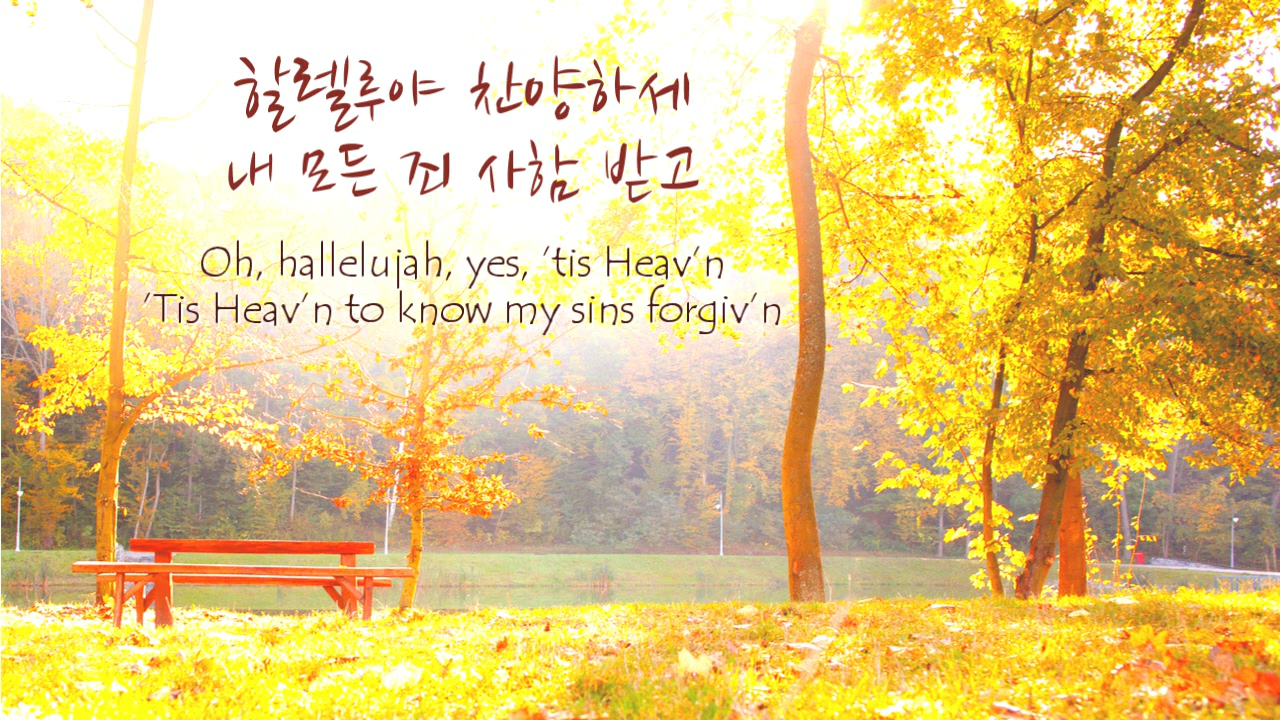 할렐루야 찬양하세
내 모든 죄 사함 받고
Oh, hallelujah, yes, 'tis Heav'n
'Tis Heav'n to know my sins forgiv'n